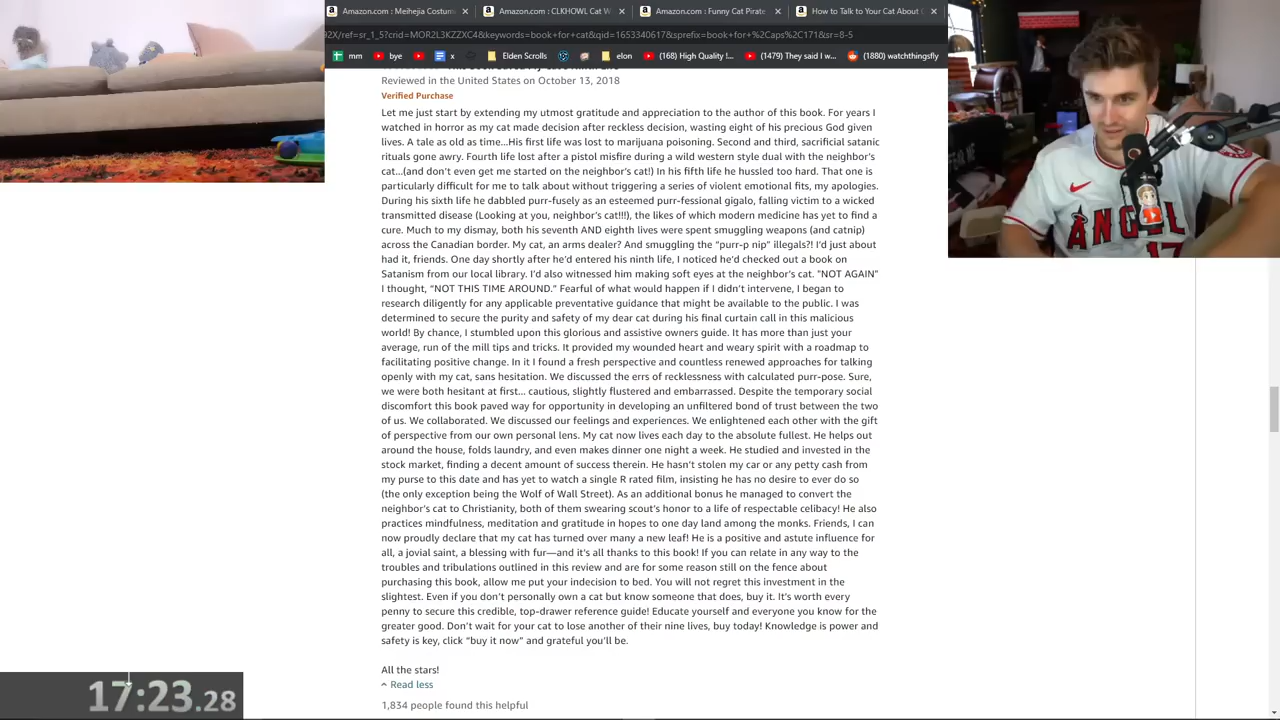 Amazon.com : Meihejia Costum
Amazon.com : CLKHOWL Cat W
Amazon.com : Funny Cat Pirate
How to Talk to Your Cat About G
92X/ref=sr_1_5?crid=MOR2L3KZZXC4&keywords=book+for+cat&qid=1653340617&sprefix=book+for+%2Caps%2C171&sr=8-5
mm
bye
x
Elden Scrolls
elon
(168) High Quality !...
(1479) They said I w...
(1880) watchthingsfly
Reviewed in the United States on October 13, 2018
Verified Purchase
Let me just start by extending my utmost gratitude and appreciation to the author of this book. For years I
watched in horror as my cat made decision after reckless decision, wasting eight of his precious God given
lives. A tale as old as time...His first life was lost to marijuana poisoning. Second and third, sacrificial satanic
rituals gone awry. Fourth life lost after a pistol misfire during a wild western style dual with the neighbor's
cat...(and don't even get me started on the neighbor's cat!) In his fifth life he hussled too hard. That one is
particularly difficult for me to talk about without triggering a series of violent emotional fits, my apologies.
During his sixth life he dabbled purr-fusely as an esteemed purr-fessional gigalo, falling victim to a wicked
transmitted disease (Looking at you, neighbor's cat!!!), the likes of which modern medicine has yet to find a
cure. Much to my dismay, both his seventh AND eighth lives were spent smuggling weapons (and catnip)
across the Canadian border. My cat, an arms dealer? And smuggling the "purr-p nip" illegals?! I'd just about
had it, friends. One day shortly after he'd entered his ninth life, I noticed he'd checked out a book on
Satanism from our local library. I'd also witnessed him making soft eyes at the neighbor's cat. "NOT AGAIN"
I thought, "NOT THIS TIME AROUND." Fearful of what would happen if I didn't intervene, I began to
research diligently for any applicable preventative guidance that might be available to the public. I was
determined to secure the purity and safety of my dear cat during his final curtain call in this malicious
world! By chance, I stumbled upon this glorious and assistive owners guide. It has more than just your
average, run of the mill tips and tricks. It provided my wounded heart and weary spirit with a roadmap to
facilitating positive change. In it I found a fresh perspective and countless renewed approaches for talking
openly with my cat, sans hesitation. We discussed the errs of recklessness with calculated purr-pose. Sure,
we were both hesitant at first... cautious, slightly flustered and embarrassed. Despite the temporary social
discomfort this book paved way for opportunity in developing an unfiltered bond of trust between the two
of us. We collaborated. We discussed our feelings and experiences. We enlightened each other with the gift
of perspective from our own personal lens. My cat now lives each day to the absolute fullest. He helps out
around the house, folds laundry, and even makes dinner one night a week. He studied and invested in the
stock market, finding a decent amount of success therein. He hasn't stolen my car or any petty cash from
my purse to this date and has yet to watch a single R rated film, insisting he has no desire to ever do so
(the only exception being the Wolf of Wall Street). As an additional bonus he managed to convert the
neighbor's cat to Christianity, both of them swearing scout's honor to a life of respectable celibacy! He also
practices mindfulness, meditation and gratitude in hopes to one day land among the monks. Friends, I can
now proudly declare that my cat has turned over many a new leaf! He is a positive and astute influence for
all, a jovial saint, a blessing with fur—and it's all thanks to this book! If you can relate in any way to the
troubles and tribulations outlined in this review and are for some reason still on the fence about
purchasing this book, allow me put your indecision to bed. You will not regret this investment in the
slightest. Even if you don't personally own a cat but know someone that does, buy it. It's worth every
penny to secure this credible, top-drawer reference guide! Educate yourself and everyone you know for the
greater good. Don't wait for your cat to lose another of their nine lives, buy today! Knowledge is power and
safety is key, click "buy it now" and grateful you'll be.
All the stars!
Read less
1,834 people found this helpful
17:23.28
ANGEL
17